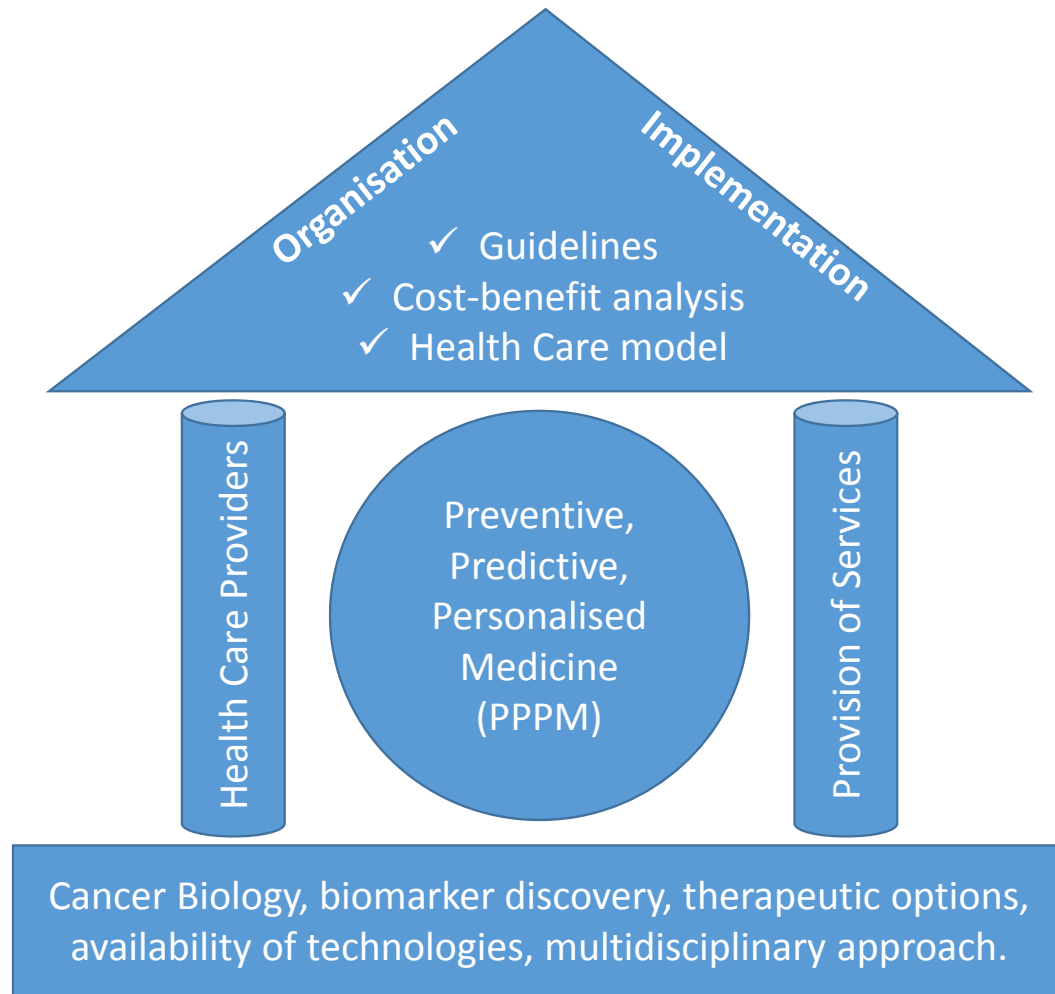 Organisation
Implementation
✓ Guidelines
✓ Cost-benefit analysis
✓ Health Care model
Health Care Providers
Preventive,
Predictive,
Personalised
Medicine
(PPPM)
Provision of Services
Cancer Biology, biomarker discovery, therapeutic options,
availability of technologies, multidisciplinary approach.